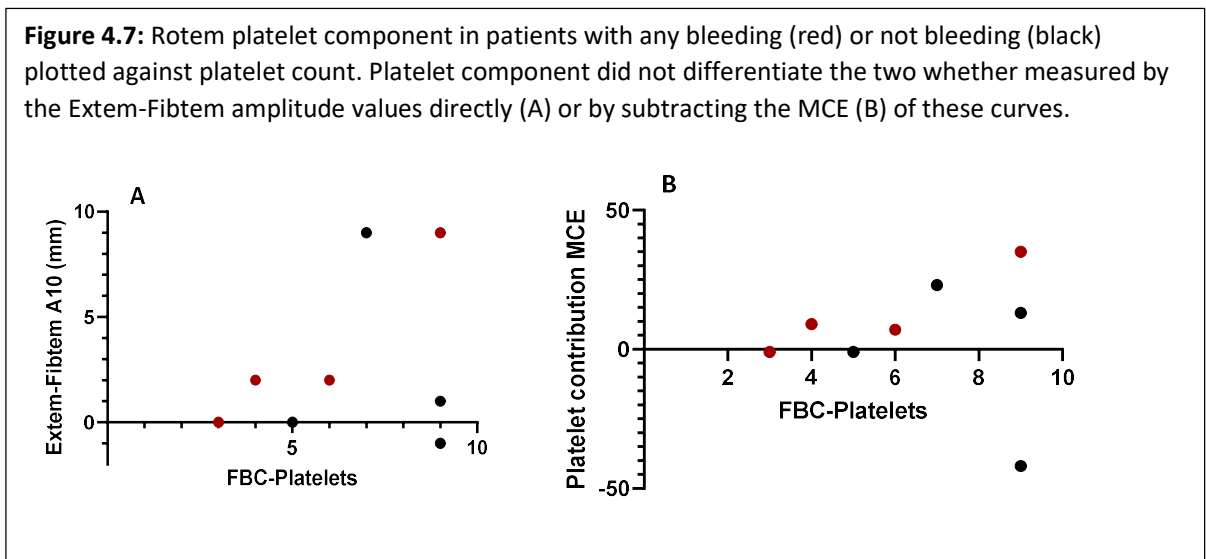 Figure 4.7: Rotem platelet component in patients with any bleeding (red) or not bleeding (black)
plotted against platelet count. Platelet component did not differentiate the two whether measured by
the Extem-Fibtem amplitude values directly (A) or by subtracting the MCE (B) of these curves.
A
Extem-Fibtem A10 (mm)
10
5
0
5
10
FBC-Platelets
B
Platelet contribution MCE
50
0
-50
2
4
6
8
10
FBC-Platelets